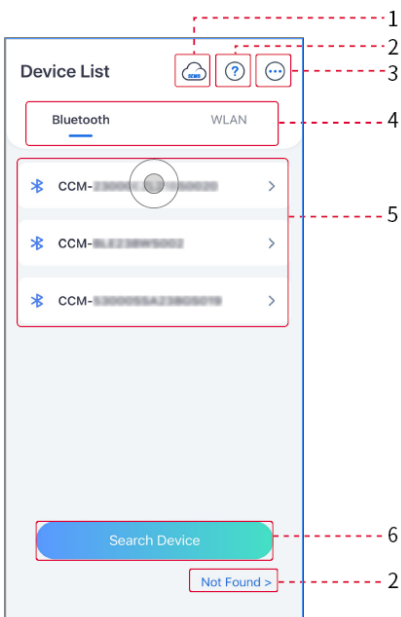 1
2
3
Device List
Bluetooth WLAN
4
CCM-
5
CCM-
CCM-
Search Device
6
Not Found >
2